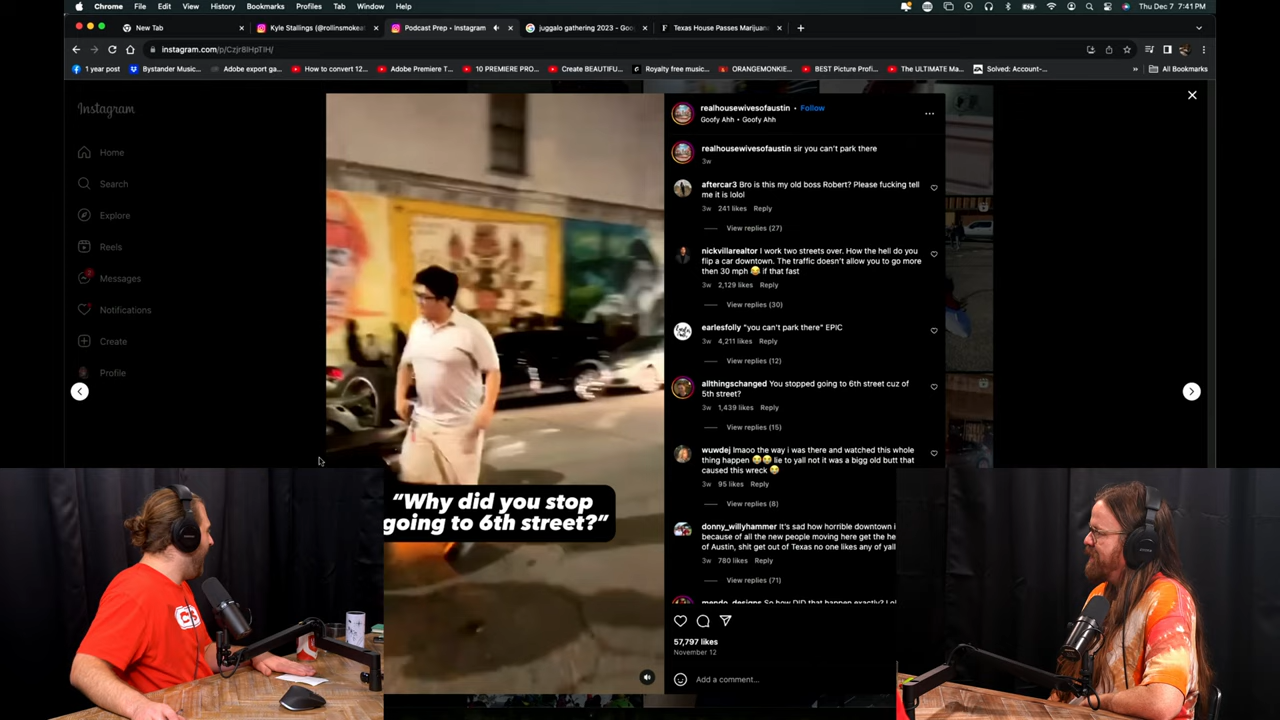 Chrome File Edit View History Bookmarks Profiles Tab Window Help
Thu Dec 7 7:41 PM
New Tab
Kyle Stallings (@rollinsmokeat
Podcast Prep • Instagram
juggalo gathering 2023 - Goo
Texas House Passes Marijuan
instagram.com/p/Czjr8lHpTlH/
1 year post
Bystander Music...
Adobe export ga...
How to convert 12...
Adobe Premiere T...
10 PREMIERE PRO...
Create BEAUTIFU...
Royalty free music...
ORANGEMONKIE...
BEST Picture Profi...
The ULTIMATE Ma...
Solved: Account-...
»
All Bookmarks
Instagram
Home
Search
Explore
Reels
Messages
Notifications
Create
Profile
"Why did you stop
going to 6th street?"
realhousewivesofaustin • Follow
Goofy Ahh • Goofy Ahh
realhousewivesofaustin sir you can't park there
3w
aftercar3 Bro is this my old boss Robert? Please fucking tell
me it is lolol
3w 241 likes Reply
View replies (27)
nickvillarealtor I work two streets over. How the hell do you
flip a car downtown. The traffic doesn't allow you to go more
then 30 mph 😂 if that fast
3w 2,129 likes Reply
View replies (30)
earlesfolly "you can't park there" EPIC
3w 4,211 likes Reply
View replies (12)
allthingschanged You stopped going to 6th street cuz of
5th street?
3w 1,439 likes Reply
View replies (15)
wuwdej lmaoo the way i was there and watched this whole
thing happen 😂😂 lie to yall not it was a bigg old butt that
caused this wreck 😂
3w 95 likes Reply
View replies (8)
donny_willyhammer It's sad how horrible downtown i
because of all the new people moving here get the he
of Austin, shit get out of Texas no one likes any of yall
3w 780 likes Reply
View replies (71)
mendo_designs So how DID that happen exactly? Lol
57,797 likes
November 12
Add a comment...